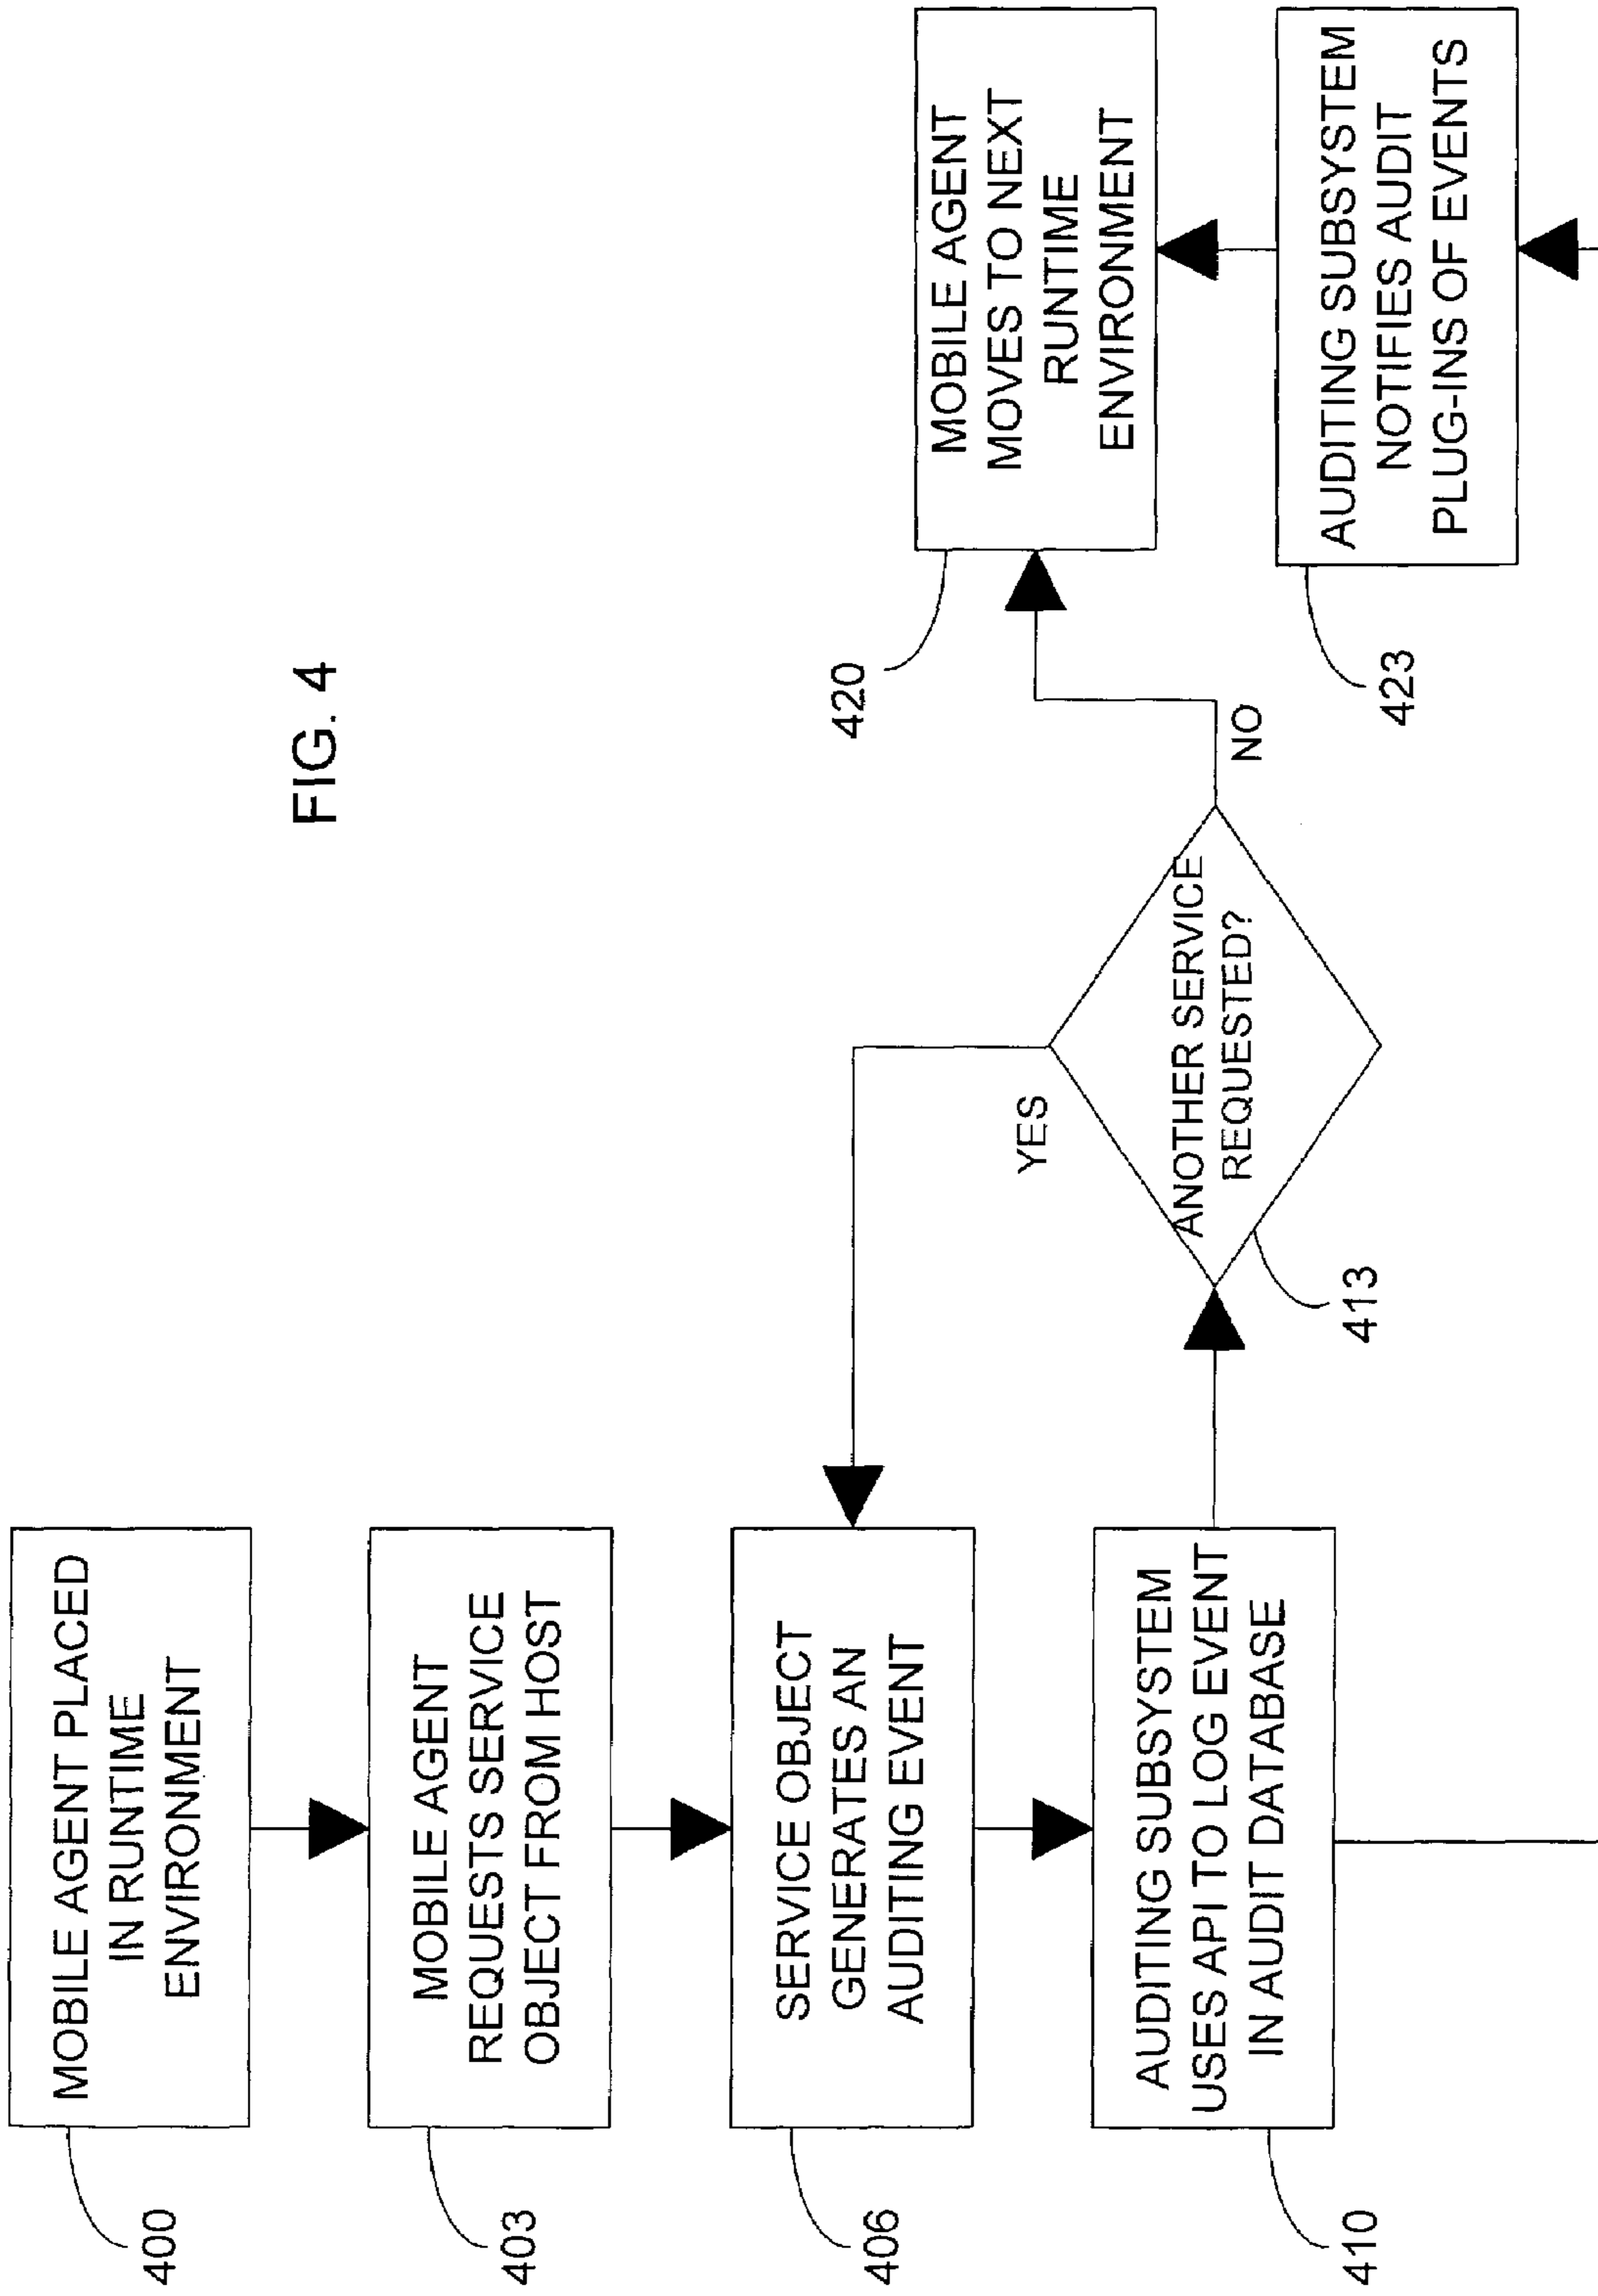 FIG. 4
MOBILE AGENT PLACED
IN RUNTIME
ENVIRONMENT
400
MOBILE AGENT
REQUESTS SERVICE
OBJECT FROM HOST
403
SERVICE OBJECT
GENERATES AN
AUDITING EVENT
406
AUDITING SUBSYSTEM
USES API TO LOG EVENT
IN AUDIT DATABASE
410
YES
ANOTHER SERVICE
REQUESTED?
413
NO
MOBILE AGENT
MOVES TO NEXT
RUNTIME
ENVIRONMENT
420
AUDITING SUBSYSTEM
NOTIFIES AUDIT
PLUG-INS OF EVENTS
423